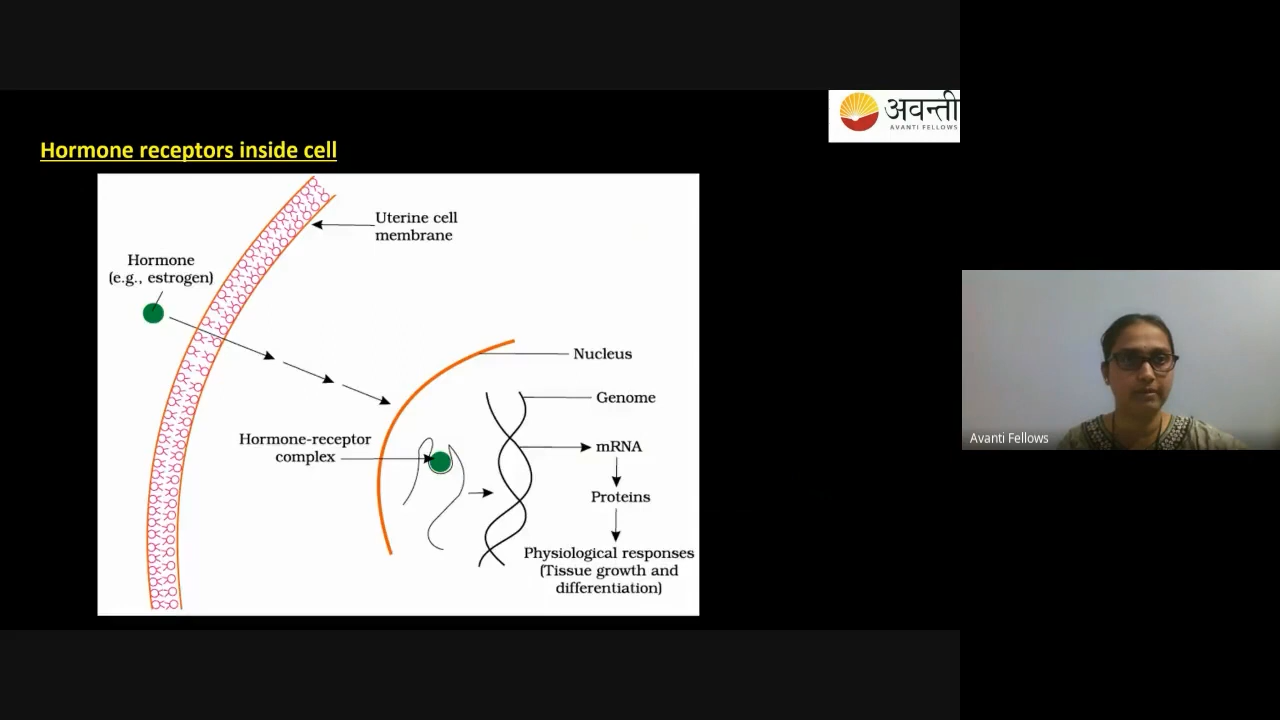 अवन्ती
AVANTI FELLOWS
Hormone receptors inside cell
Uterine cell
membrane
Hormone
(e.g., estrogen)
Nucleus
Genome
Hormone-receptor
complex
mRNA
Proteins
Physiological responses
(Tissue growth and
differentiation)
Avanti Fellows